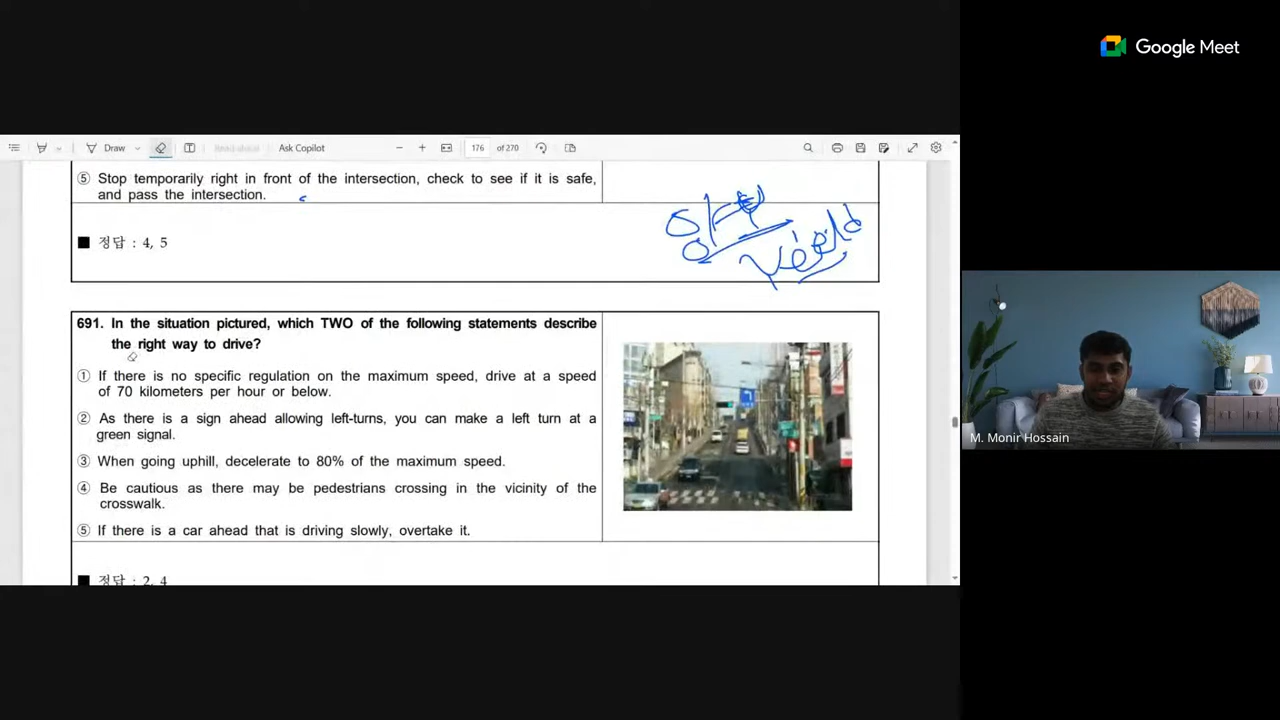 Google Meet
Draw
Read aloud
Ask Copilot
176
of 270
⑤ Stop temporarily right in front of the intersection, check to see if it is safe,
and pass the intersection.
■ 정답 : 4, 5
yield
691. In the situation pictured, which TWO of the following statements describe
the right way to drive?
① If there is no specific regulation on the maximum speed, drive at a speed
of 70 kilometers per hour or below.
② As there is a sign ahead allowing left-turns, you can make a left turn at a
green signal.
③ When going uphill, decelerate to 80% of the maximum speed.
④ Be cautious as there may be pedestrians crossing in the vicinity of the
crosswalk.
⑤ If there is a car ahead that is driving slowly, overtake it.
■ 정답 : 2, 4
M. Monir Hossain